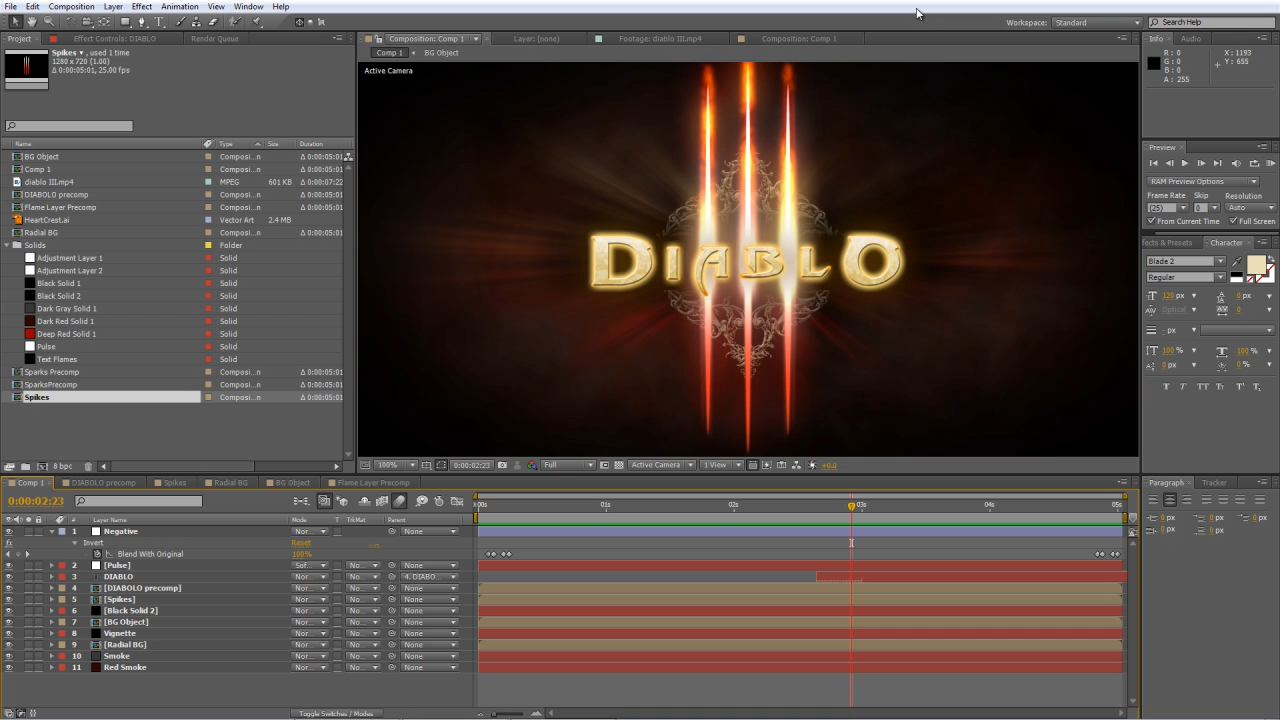 File Edit Composition Layer Effect Animation View Window Help
Workspace: Standard Search Help
Project Effect Controls: DIABLO Render Queue
Composition: Comp 1 Layer: (none) Footage: diablo III.mp4 Composition: Comp 1
Info Audio
Spikes ▾, used 1 time
1280 x 720 (1.00)
Δ 0:00:05:01, 25.00 fps
Comp 1 BG Object
Active Camera
R : 0
G : 0
B : 0
A : 255
X : 1193
Y : 655
Name Type Size Duration
BG Object Composi...n Δ 0:00:05:01
Comp 1 Composi...n Δ 0:00:05:01
diablo III.mp4 MPEG 601 KB Δ 0:00:07:22
DIABOLO precomp Composi...n Δ 0:00:05:01
Flame Layer Precomp Composi...n Δ 0:00:05:01
HeartCrest.ai Vector Art 2.4 MB
Radial BG Composi...n Δ 0:00:05:01
Solids Folder
Adjustment Layer 1 Solid
Adjustment Layer 2 Solid
Black Solid 1 Solid
Black Solid 2 Solid
Dark Gray Solid 1 Solid
Dark Red Solid 1 Solid
Deep Red Solid 1 Solid
Pulse Solid
Text Flames Solid
Sparks Precomp Composi...n Δ 0:00:05:01
SparksPrecomp Composi...n Δ 0:00:05:01
Spikes Composi...n Δ 0:00:05:01
8 bpc
DIABLO
100% 0:00:02:23 Full Active Camera 1 View +0.0
Preview
RAM Preview Options
Frame Rate Skip Resolution
(25) 0 Auto
From Current Time Full Screen
fects & Presets Character
Blade 2
Regular
120 px 0 px
Optical 0
- px
100 % 100 %
0 px 0 %
T T TT Tt T' T,
Comp 1 DIABOLO precomp Spikes Radial BG BG Object Flame Layer Precomp
0:00:02:23
:00s 01s 02s 03s 04s 05s
# Layer Name Mode T TrkMat Parent
1 Negative Nor... None
Invert Reset
Blend With Original 100%
2 [Pulse] Sof... No... None
3 DIABLO Nor No... 4. DIABO...
4 [DIABOLO precomp] Nor... No... None
5 [Spikes] Nor... No... None
6 [Black Solid 2] Nor... No... None
7 [BG Object] Nor... No... None
8 Vignette Nor... No... None
9 [Radial BG] Nor... No... None
10 Smoke Nor... No... None
11 Red Smoke Nor... No... None
Toggle Switches / Modes
Paragraph Tracker
0 px 0 px 0 px
0 px 0 px